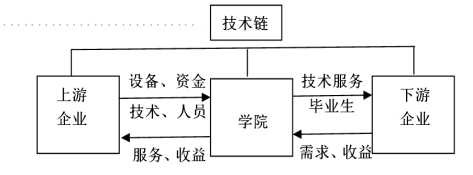 技术链
设备、资金
技术服务
上游
企业
技术、人员
学院
毕业生
下游
企业
服务、收益
需求、收益